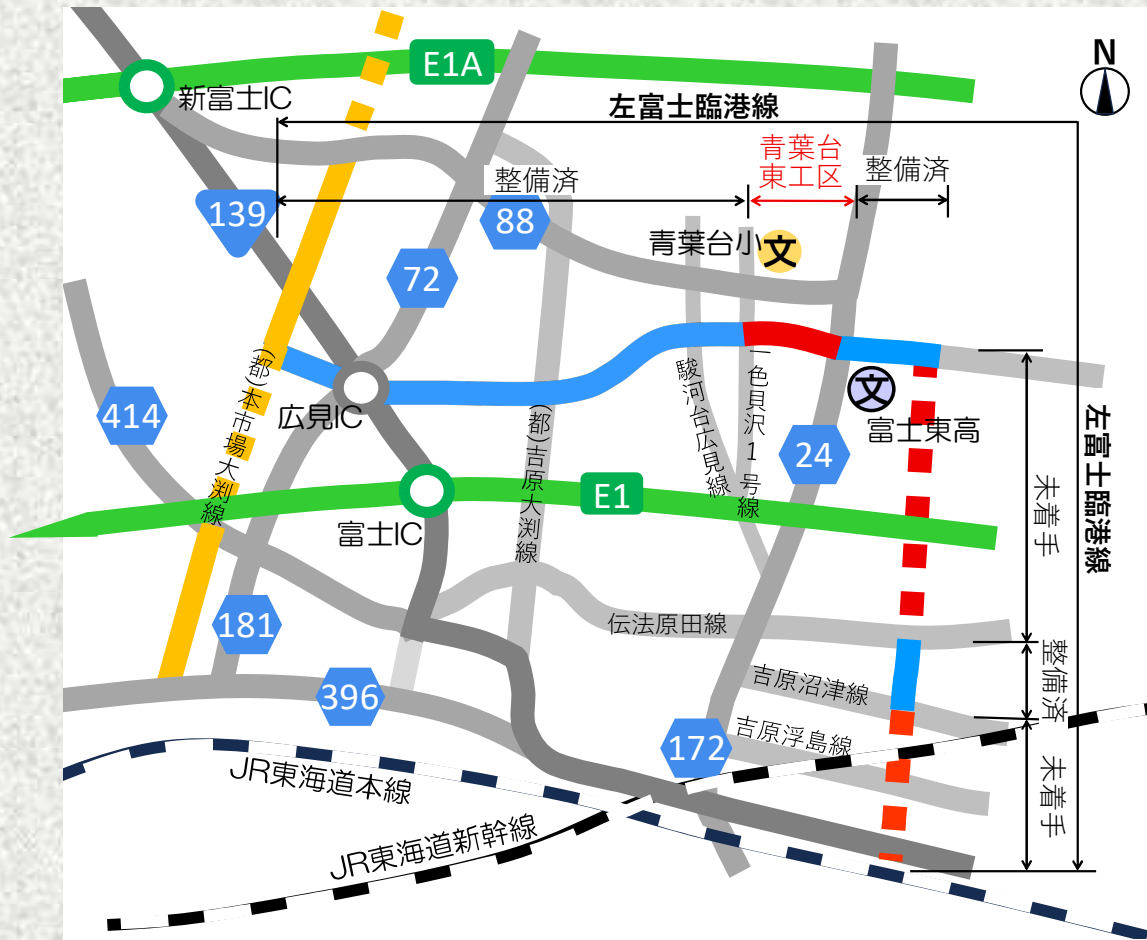 E1A
N
新富士IC
左富士臨港線
青葉台
東工区
整備済
整備済
139
88
青葉台小
文
72
(都)本市場大渕線
414
広見IC
(都)吉原大渕線
駿河台広見線
一色貝沢1号線
文
富士東高
24
左富士臨港線
未着手
E1
富士IC
181
伝法原田線
整備済
396
吉原沼津線
172
吉原浮島線
未着手
JR東海道本線
JR東海道新幹線